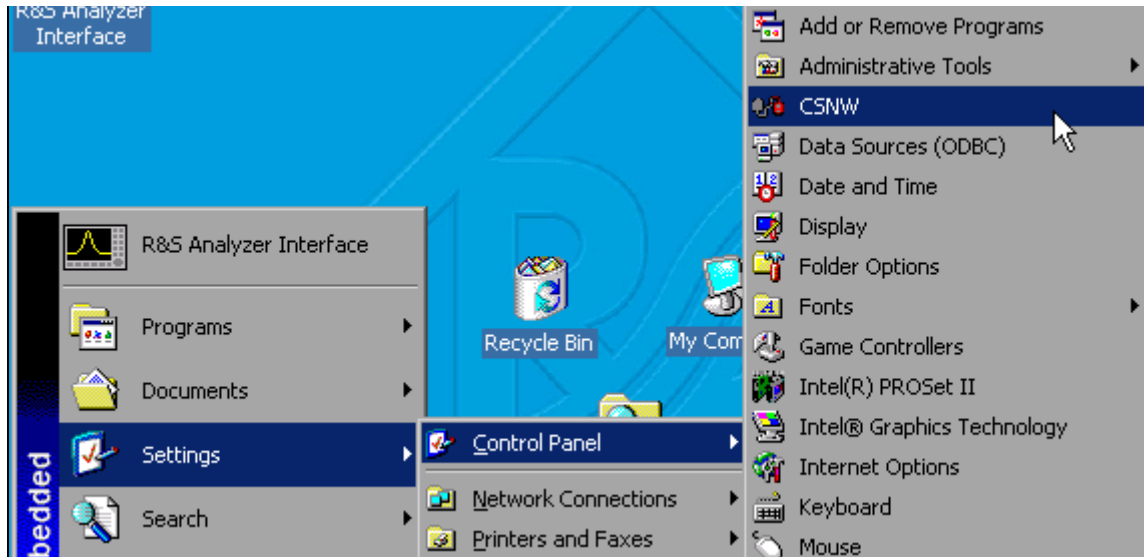 R&S Analyzer
Interface
R&S Analyzer Interface
Programs
Documents
Settings
Search
bedded
Recycle Bin
My Com
Control Panel
Network Connections
Printers and Faxes
Add or Remove Programs
Administrative Tools
CSNW
Data Sources (ODBC)
Date and Time
Display
Folder Options
Fonts
Game Controllers
Intel(R) PROSet II
Intel® Graphics Technology
Internet Options
Keyboard
Mouse